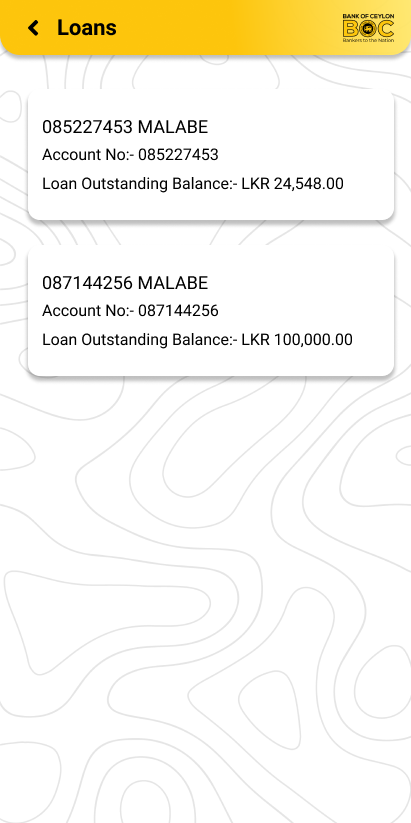 Loans
BANK OF CEYLON
BOC
Bankers to the Nation
085227453 MALABE
Account No:- 085227453
Loan Outstanding Balance:- LKR 24,548.00
087144256 MALABE
Account No:- 087144256
Loan Outstanding Balance:- LKR 100,000.00